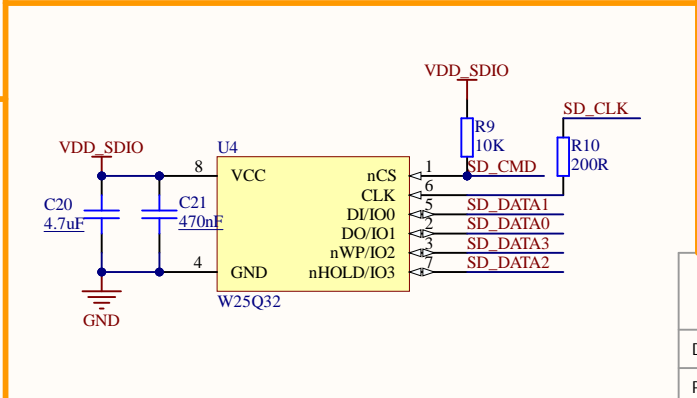 VDD_SDIO
SD_CLK
R9
10K
R10
200R
VDD_SDIO
U4
8
VCC
nCS
1
SD_CMD
CLK
6
C20
4.7uF
C21
470nF
DI/IO0
5
SD_DATA1
DO/IO1
2
SD_DATA0
nWP/IO2
3
SD_DATA3
4
GND
nHOLD/IO3
7
SD_DATA2
W25Q32
GND